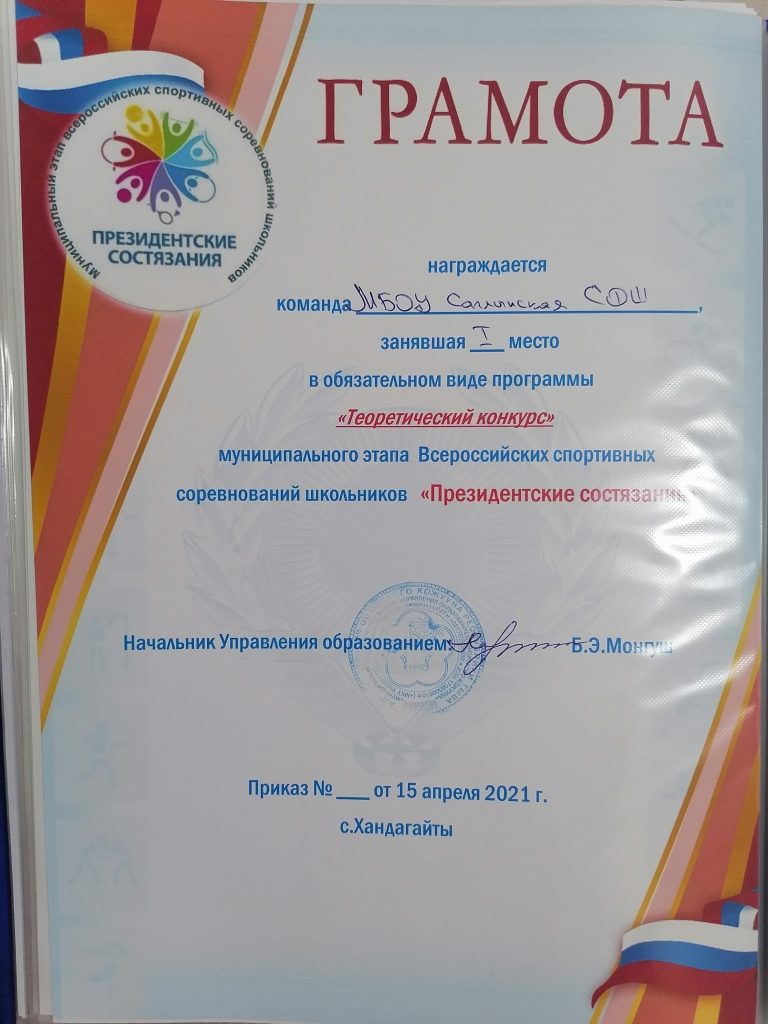 Муниципальный этап всероссийских спортивных соревнований школьников
ПРЕЗИДЕНТСКИЕ
СОСТЯЗАНИЯ
ГРАМОТА
награждается
команда МБОУ Саглынская СОШ,
занявшая I место
в обязательном виде программы
«Теоретический конкурс»
муниципального этапа Всероссийских спортивных
соревнований школьников «Президентские состязания
Начальник Управления образованием: Б.Э.Монгуш
Приказ № ___ от 15 апреля 2021 г.
с.Хандагайты